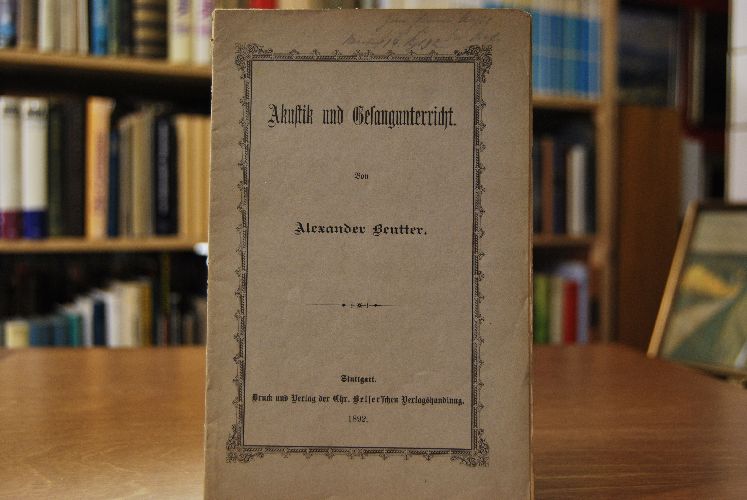 Akustik und Gesangunterricht.
Von
Alexander Beutter.
Stuttgart.
Druck und Verlag der Chr. Belser'schen Verlagshandlung.
1892.